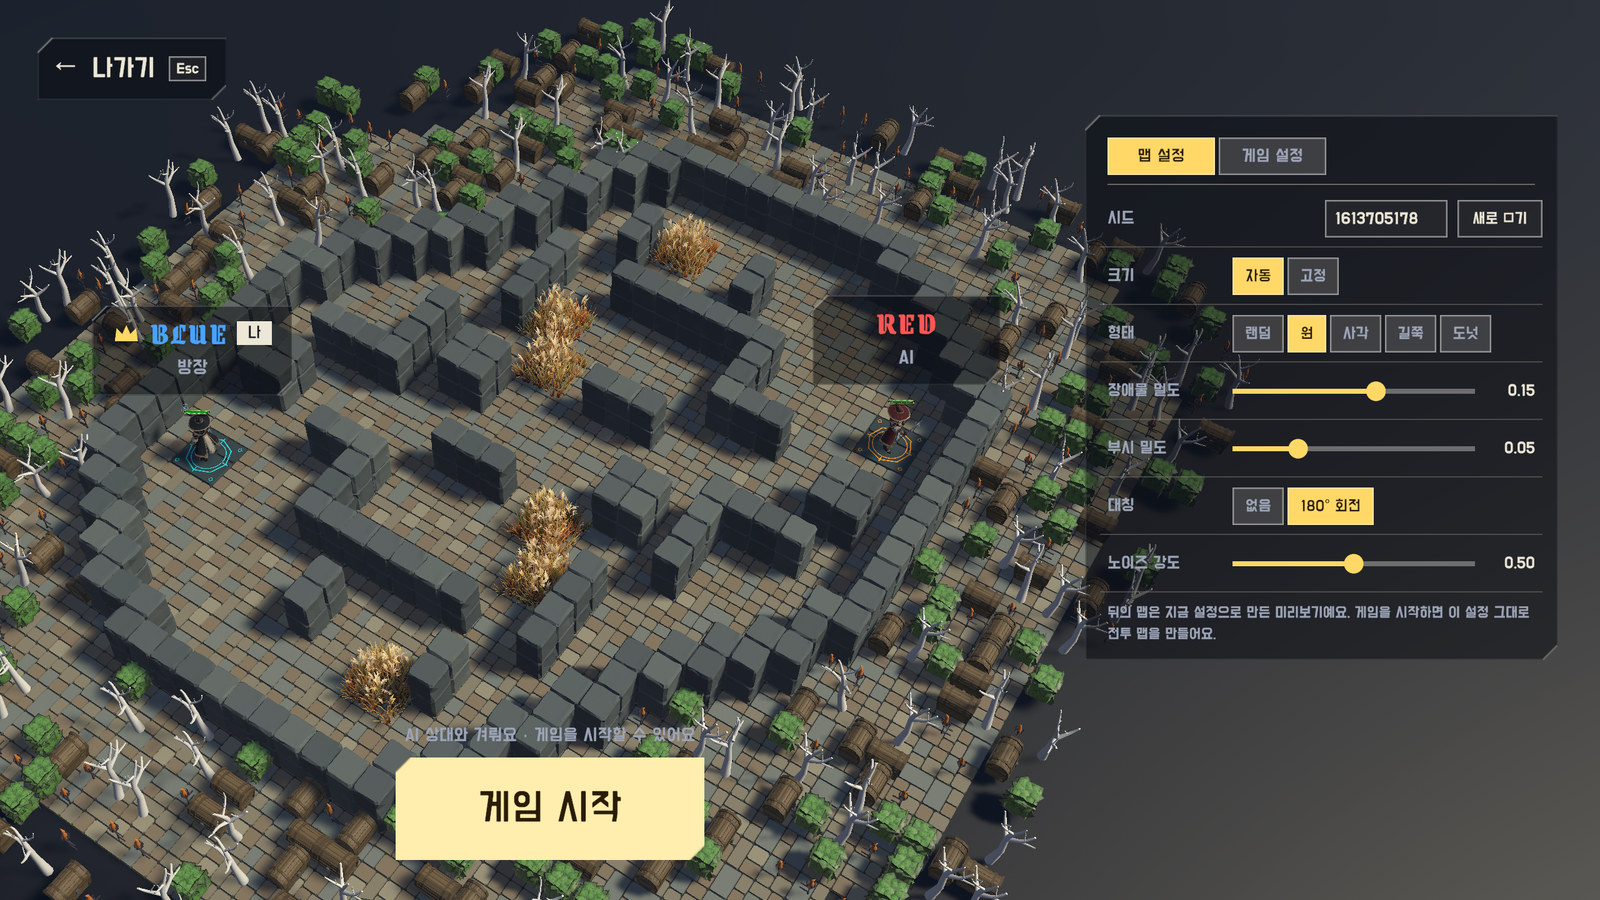 ← 나가기 Esc
맵 설정 게임 설정
시드 1613705178 새로 뽑기
크기 자동 고정
BLUE 나
방장
RED
AI
형태 랜덤 원 사각 길쭉 도넛
장애물 밀도 0.15
부시 밀도 0.05
대칭 없음 180° 회전
노이즈 강도 0.50
뒤의 맵은 지금 설정으로 만든 미리보기예요. 게임을 시작하면 이 설정 그대로
전투 맵을 만들어요.
AI 상대와 겨뤄요 · 게임을 시작할 수 있어요
게임 시작